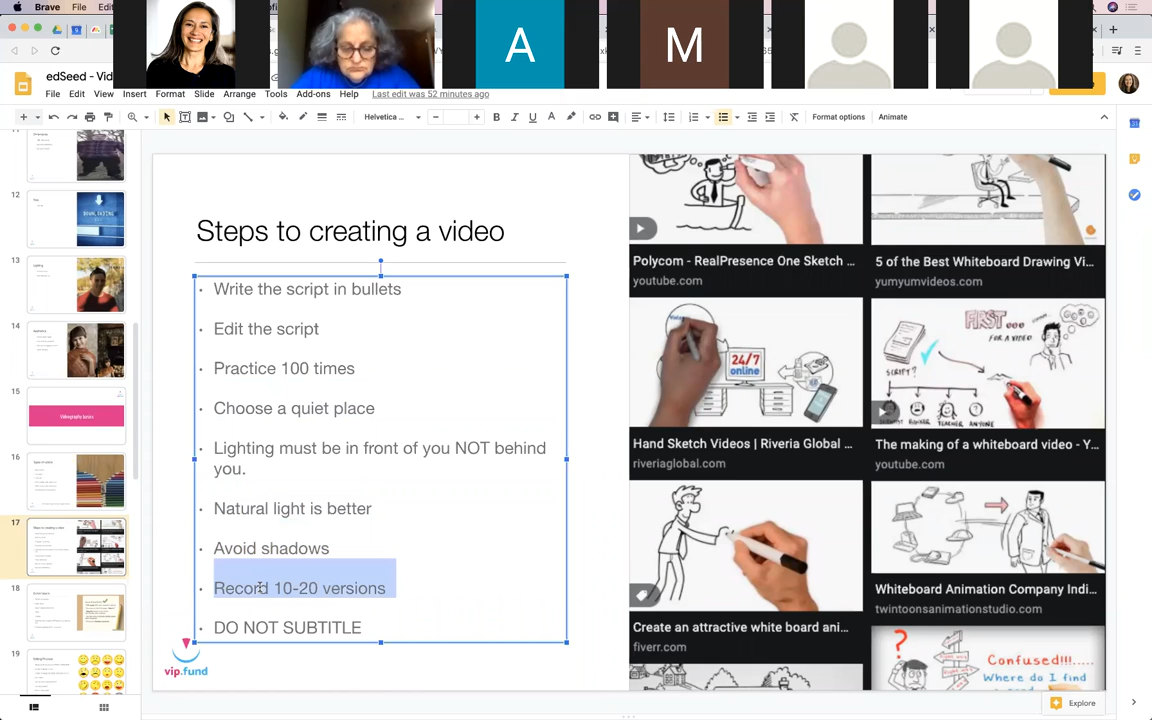 Brave File Edit
edSeed - Vid
File Edit View Insert Format Slide Arrange Tools Add-ons Help Last edit was 52 minutes ago
A
M
Helvetica ...
B I U A
Format options Animate
12
13
14
15
16
17
18
19
DOWNLOADING
Videography basics
Steps to creating a video
· Write the script in bullets
· Edit the script
· Practice 100 times
· Choose a quiet place
· Lighting must be in front of you NOT behind
you.
· Natural light is better
· Avoid shadows
· Record 10-20 versions
· DO NOT SUBTITLE
vip.fund
Polycom - RealPresence One Sketch ...
youtube.com
5 of the Best Whiteboard Drawing Vi...
yumyumvideos.com
24/7
online
Hand Sketch Videos | Riveria Global ...
riveriaglobal.com
FIRST...
FOR A VIDEO
SCRIPT?
TEACHER
ANYONE
The making of a whiteboard video - Y...
youtube.com
Create an attractive white board ani...
fiverr.com
Whiteboard Animation Company Indi...
twintoonsanimationstudio.com
Confused!!!.....
Where do I find
Explore